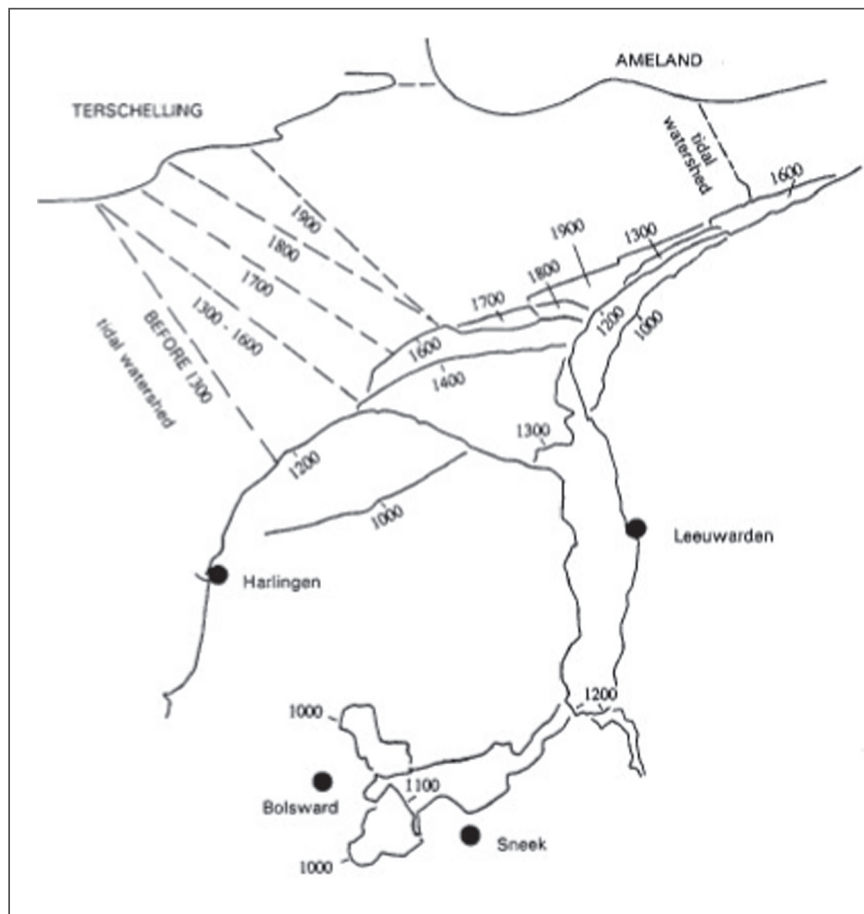 AMELAND
TERSCHELLING
tidal
watershed
1600
1900
1900
1300
1800
1800
1700
1700
1200
1000
1300 - 1600
1600
1400
BEFORE 1300
tidal watershed
1300
1200
1000
Leeuwarden
Harlingen
1200
1000
1100
Bolsward
Sneek
1000